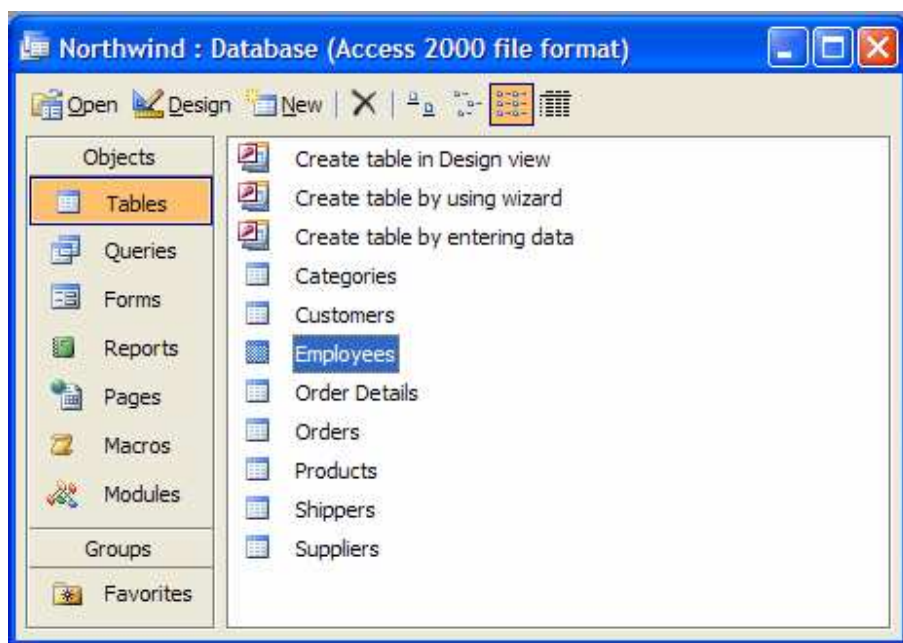 Northwind : Database (Access 2000 file format)
Open Design New
Objects
Tables
Queries
Forms
Reports
Pages
Macros
Modules
Groups
Favorites
Create table in Design view
Create table by using wizard
Create table by entering data
Categories
Customers
Employees
Order Details
Orders
Products
Shippers
Suppliers